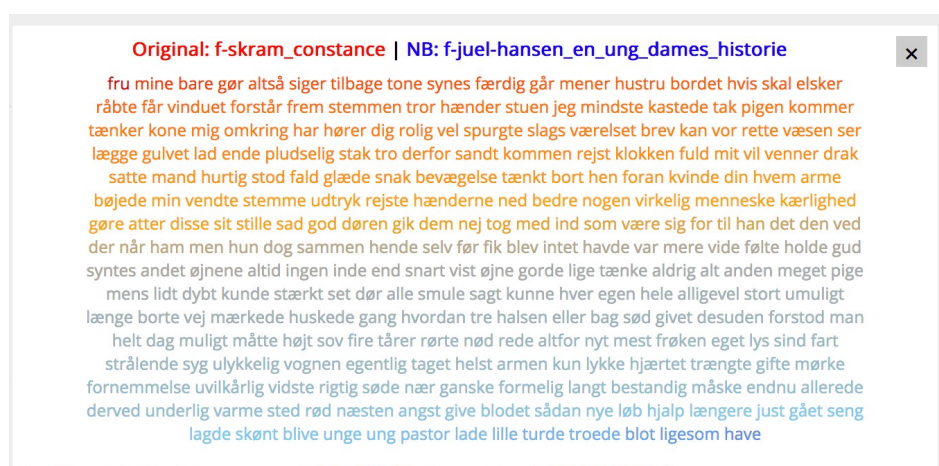 Original: f-skram_constance | NB: f-juel-hansen_en_ung_dames_historie
×
fru mine bare gør altså siger tilbage tone synes færdig går mener hustru bordet hvis skal elsker
råbte får vinduet forstår frem stemmen tror hænder stuen jeg mindste kastede tak pigen kommer
tænker kone mig omkring har hører dig rolig vel spurgte slags værelset brev kan vor rette væsen ser
lægge gulvet lad ende pludselig stak tro derfor sandt kommen rejst klokken fuld mit vil venner drak
satte mand hurtig stod fald glæde snak bevægelse tænkt bort hen foran kvinde din hvem arme
bøjede min vendte stemme udtryk rejste hænderne ned bedre nogen virkelig menneske kærlighed
gøre atter disse sit stille sad god døren gik dem nej tog med ind som være sig for til han det den ved
der når ham men hun dog sammen hende selv før fik blev intet havde var mere vide følte holde gud
syntes andet øjnene altid ingen inde end snart vist øjne gorde lige tænke aldrig alt anden meget pige
mens lidt dybt kunde stærkt set dør alle smule sagt kunne hver egen hele alligevel stort umuligt
længe borte vej mærkede huskede gang hvordan tre halsen eller bag sød givet desuden forstod man
helt dag muligt måtte højt sov fire tårer rørte nød rede altfor nyt mest frøken eget lys sind fart
strålende syg ulykkelig vognen egentlig taget helst armen kun lykke hjærtet trængte gifte mørke
fornemmelse uvilkårlig vidste rigtig søde nær ganske formelig langt bestandig måske endnu allerede
derved underlig varme sted rød næsten angst give blodet sådan nye løb hjalp længere just gået seng
lagde skønt blive unge ung pastor lade lille turde troede blot ligesom have